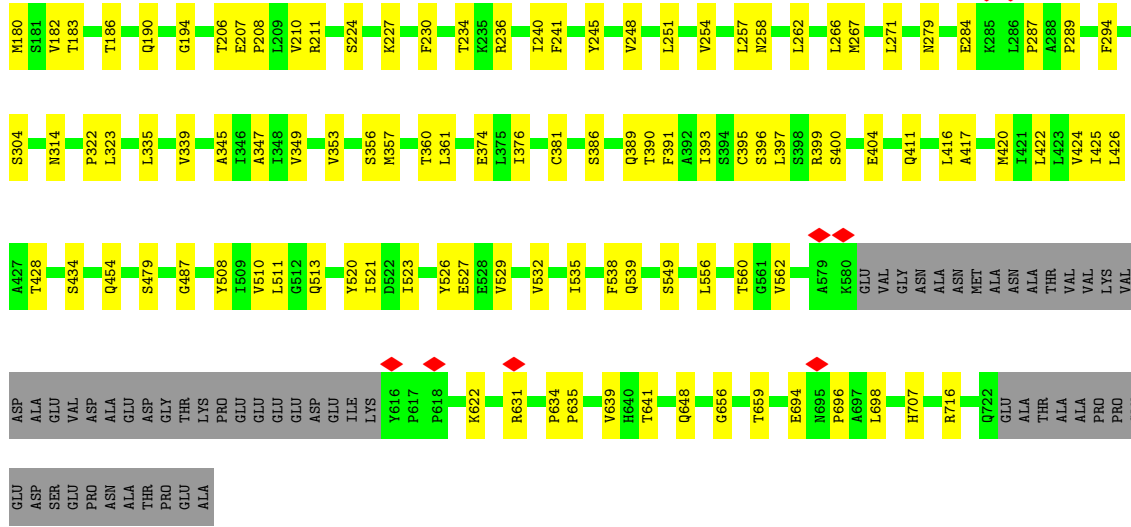 M180 S181 V182 T183 T186 Q190 G194 T206 E207 P208 L209 V210 R211 S224 K227 F230 T234 K235 R236 I240 F241 Y245 V248 L251 V254 L257 N258 L262 L266 M267 L271 N279 E284 K285 L286 P287 A288 P289 F294
S304 N314 P322 L323 L335 V339 A345 I346 A347 I348 V349 V353 S356 M357 T360 L361 E374 L375 I376 C381 S386 Q389 T390 F391 A392 I393 S394 C395 S396 L397 S398 R399 S400 E404 Q411 L416 A417 M420 I421 L422 L423 V424 I425 L426
A427 T428 S434 Q454 S479 G487 Y508 I509 V510 L511 G512 Q513 Y520 I521 D522 I523 Y526 E527 E528 V529 V532 I535 F538 Q539 S549 L556 T560 G561 V562 A579 K580 GLU VAL GLY ASN ALA ASN MET ALA ASN ALA THR VAL VAL LYS VAL
ASP ALA GLU VAL ASP ALA GLU ASP GLY THR LYS PRO GLU GLU GLU GLU ASP GLU ILE LYS Y616 P617 P618 K622 R631 P634 P635 V639 H640 T641 Q648 G656 T659 E694 N695 P696 A697 L698 H707 R716 Q722 GLU ALA THR ALA ALA PRO PRO
GLU ASP SER GLU PRO ASN ALA THR PRO GLU ALA